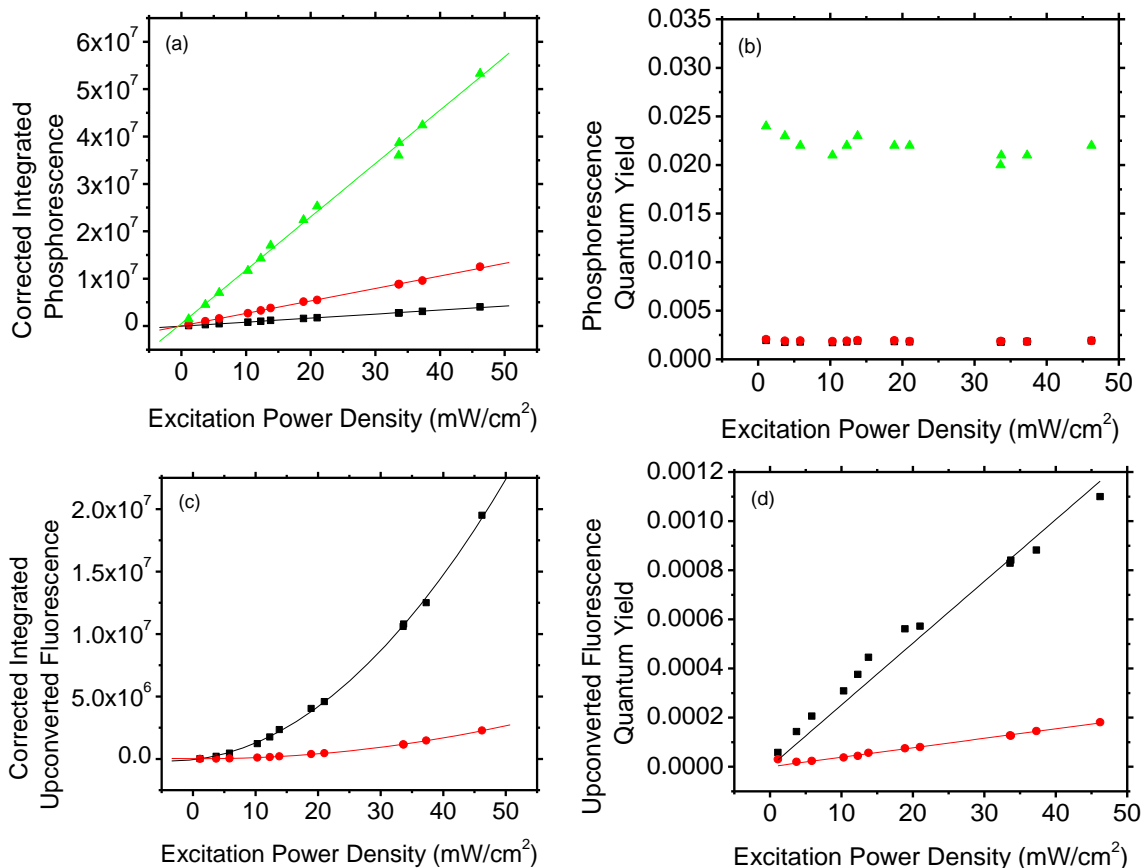 (a)
Corrected Integrated
Phosphorescence
6x10⁷
5x10⁷
4x10⁷
3x10⁷
2x10⁷
1x10⁷
0
0 10 20 30 40 50
Excitation Power Density (mW/cm²)
(b)
Phosphorescence
Quantum Yield
0.035
0.030
0.025
0.020
0.015
0.010
0.005
0.000
0 10 20 30 40 50
Excitation Power Density (mW/cm²)
(c)
Corrected Integrated
Upconverted Fluorescence
2.0x10⁷
1.5x10⁷
1.0x10⁷
5.0x10⁶
0.0
0 10 20 30 40 50
Excitation Power Density (mW/cm²)
(d)
Upconverted Fluorescence
Quantum Yield
0.0012
0.0010
0.0008
0.0006
0.0004
0.0002
0.0000
0 10 20 30 40 50
Excitation Power Density (mW/cm²)